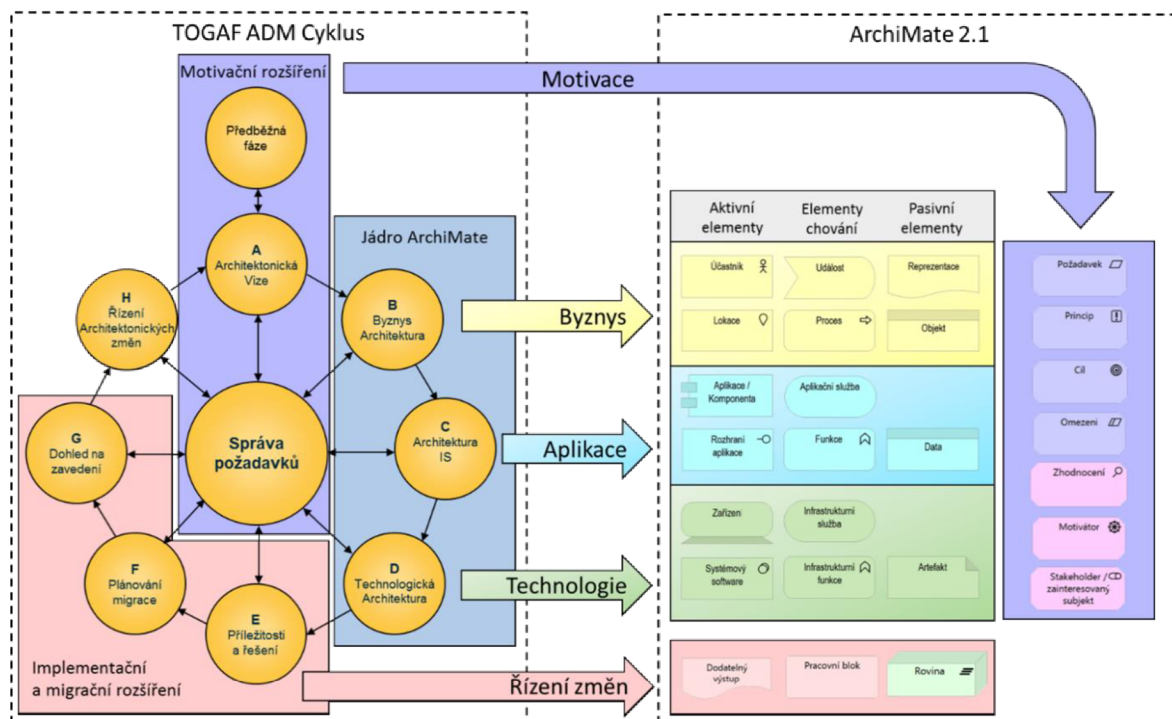 TOGAF ADM Cyklus
Motivační rozšíření
Předběžná
fáze
A
Architektonická
Vize
H
Řízení
Architektonických
změn
Jádro ArchiMate
B
Byznys
Architektura
G
Dohled na
zavedení
Správa
požadavků
C
Architektura
IS
F
Plánování
migrace
D
Technologická
Architektura
E
Příležitosti
a řešení
Implementační
a migrační rozšíření
Motivace
Byznys
Aplikace
Technologie
Řízení změn
ArchiMate 2.1
Aktivní
elementy
Elementy
chování
Pasivní
elementy
Účastník
Událost
Reprezentace
Lokace
Proces
Objekt
Aplikace /
Komponenta
Aplikační služba
Rozhraní
aplikace
Funkce
Data
Zařízení
Infrastrukturní
služba
Systémový
software
Infrastrukturní
funkce
Artefakt
Dodatelný
výstup
Pracovní blok
Rovina
Požadavek
Princip
Cíl
Omezení
Zhodnocení
Motivátor
Stakeholder /
zainteresovaný
subjekt